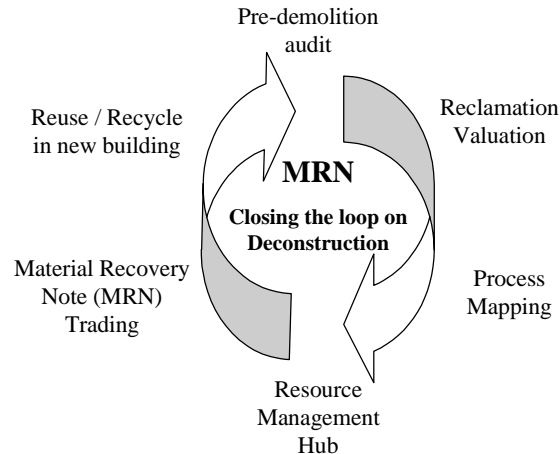 Pre-demolition
audit
Reclamation
Valuation
Process
Mapping
Resource
Management
Hub
Material Recovery
Note (MRN)
Trading
Reuse / Recycle
in new building
MRN
Closing the loop on
Deconstruction